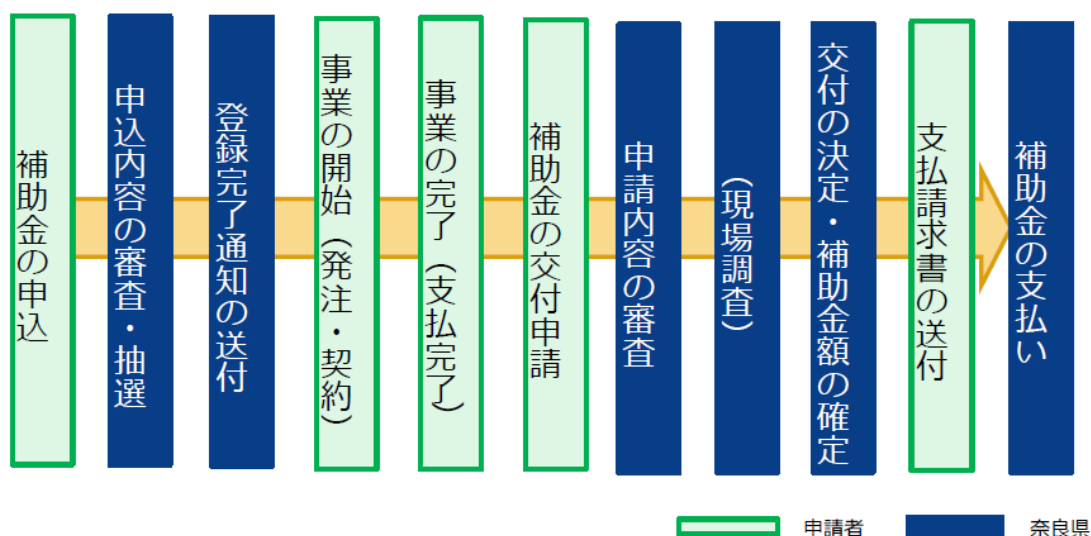 補助金の申込
申込内容の審査・抽選
登録完了通知の送付
事業の開始（発注・契約）
事業の完了（支払完了）
補助金の交付申請
申請内容の審査
（現場調査）
交付の決定・補助金額の確定
支払請求書の送付
補助金の支払い
申請者
奈良県